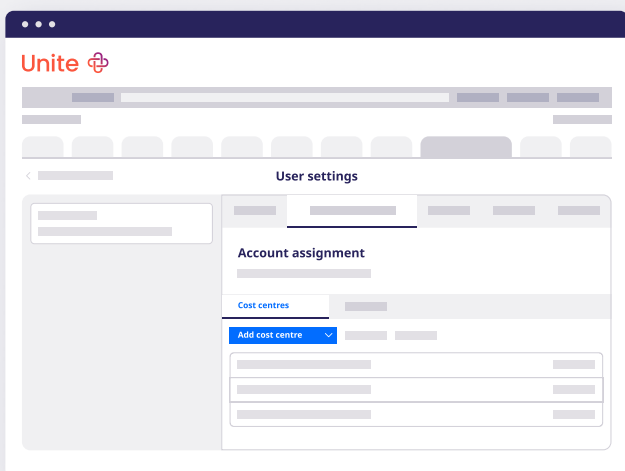 Unite
User settings
Account assignment
Cost centres
Add cost centre